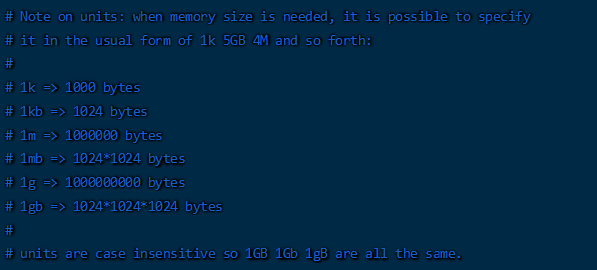 # Note on units: when memory size is needed, it is possible to specify
# it in the usual form of 1k 5GB 4M and so forth:
#
# 1k => 1000 bytes
# 1kb => 1024 bytes
# 1m => 1000000 bytes
# 1mb => 1024*1024 bytes
# 1g => 1000000000 bytes
# 1gb => 1024*1024*1024 bytes
#
# units are case insensitive so 1GB 1Gb 1gB are all the same.